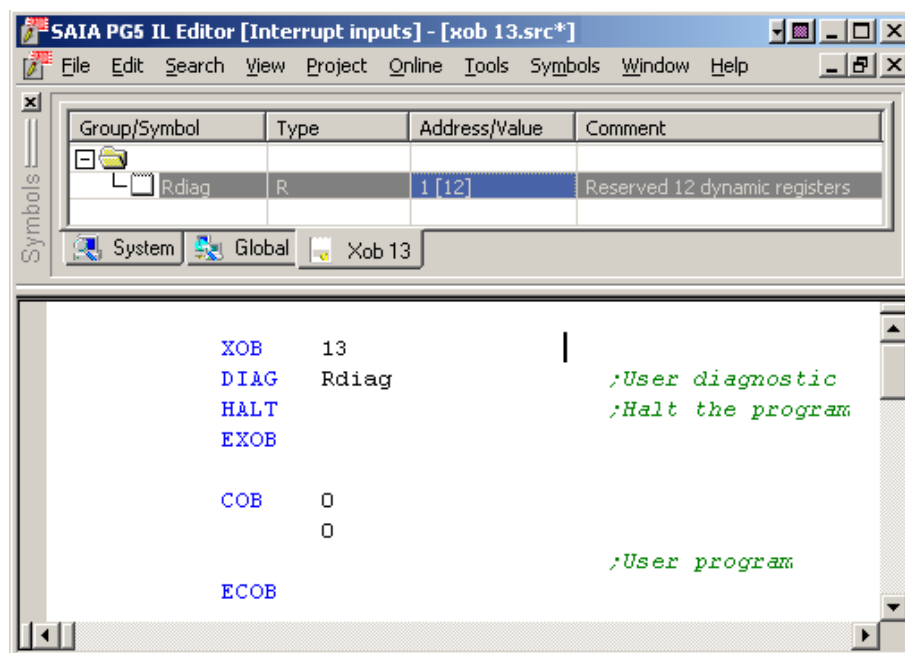 SAIA PG5 IL Editor [Interrupt inputs] - [xob 13.src*]
File Edit Search View Project Online Tools Symbols Window Help
Symbols
Group/Symbol Type Address/Value Comment
Rdiag R 1 [12] Reserved 12 dynamic registers
System Global Xob 13
XOB 13
DIAG Rdiag ;User diagnostic
HALT ;Halt the program
EXOB
COB 0
0
;User program
ECOB